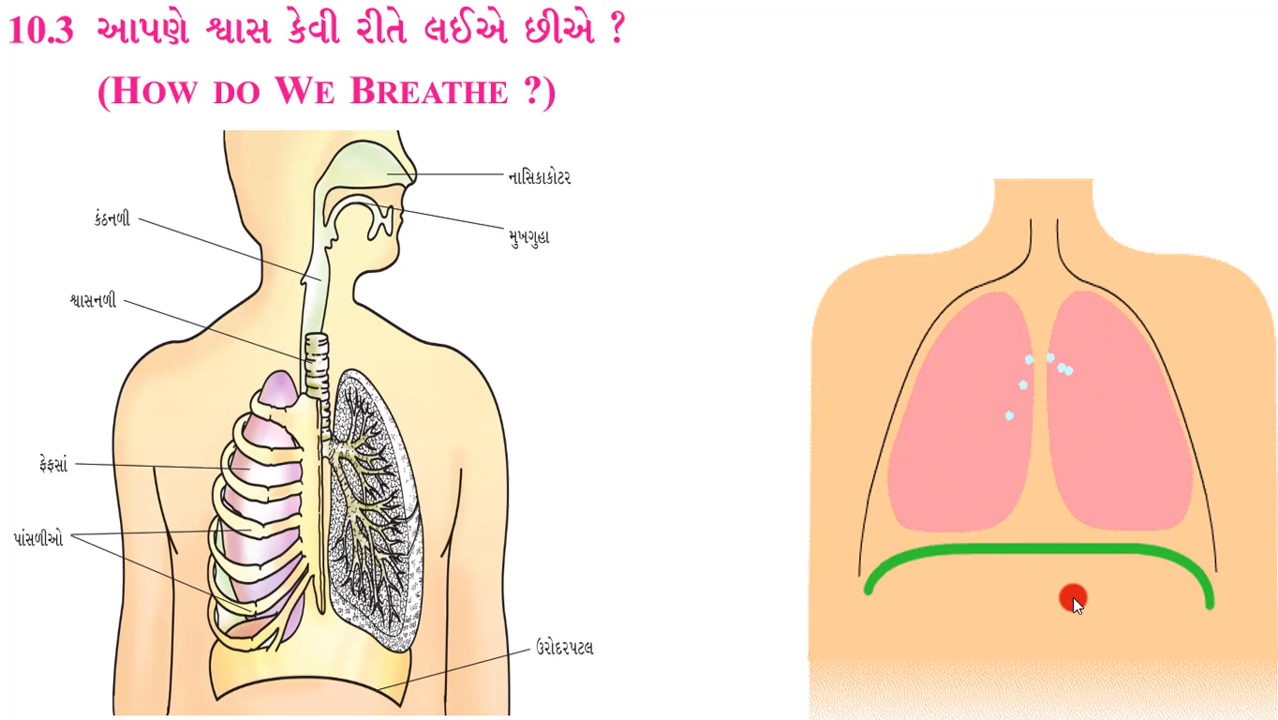 10.3 આપણે શ્વાસ કેવી રીતે લઈએ છીએ ?
(HOW DO WE BREATHE ?)
નાસિકાકોટર
કંઠનળી
મુખગુહા
શ્વાસનળી
ફેફસાં
પાંસળીઓ
ઉરોદરપટલ